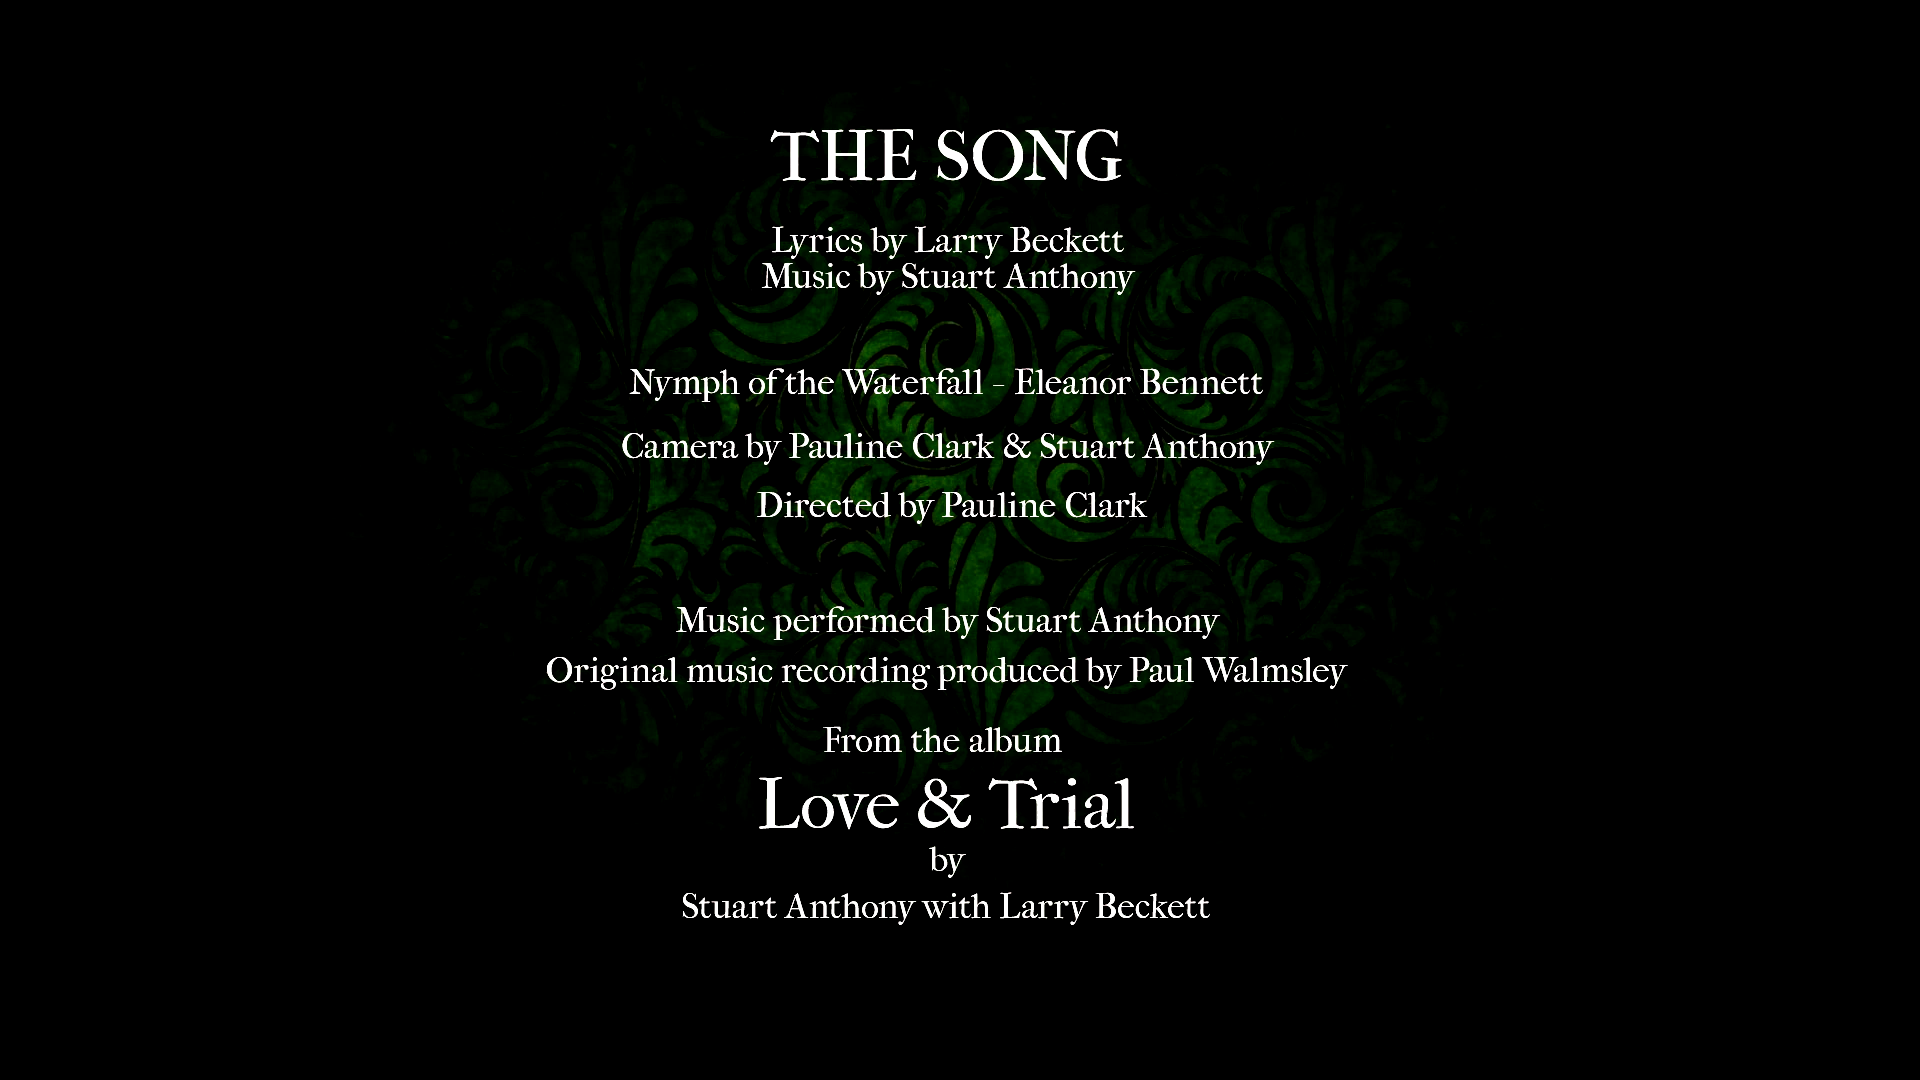 THE SONG
Lyrics by Larry Beckett
Music by Stuart Anthony
Nymph of the Waterfall - Eleanor Bennett
Camera by Pauline Clark & Stuart Anthony
Directed by Pauline Clark
Music performed by Stuart Anthony
Original music recording produced by Paul Walmsley
From the album
Love & Trial
by
Stuart Anthony with Larry Beckett